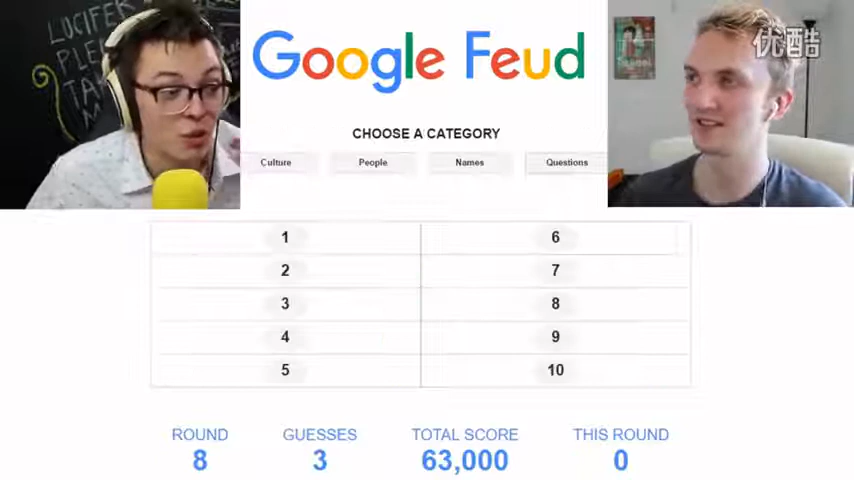 LUCIFER
PLE
TA
M
Google Feud
优酷
CHOOSE A CATEGORY
Culture
People
Names
Questions
1
6
2
7
3
8
4
9
5
10
ROUND
GUESSES
TOTAL SCORE
THIS ROUND
8
3
63,000
0